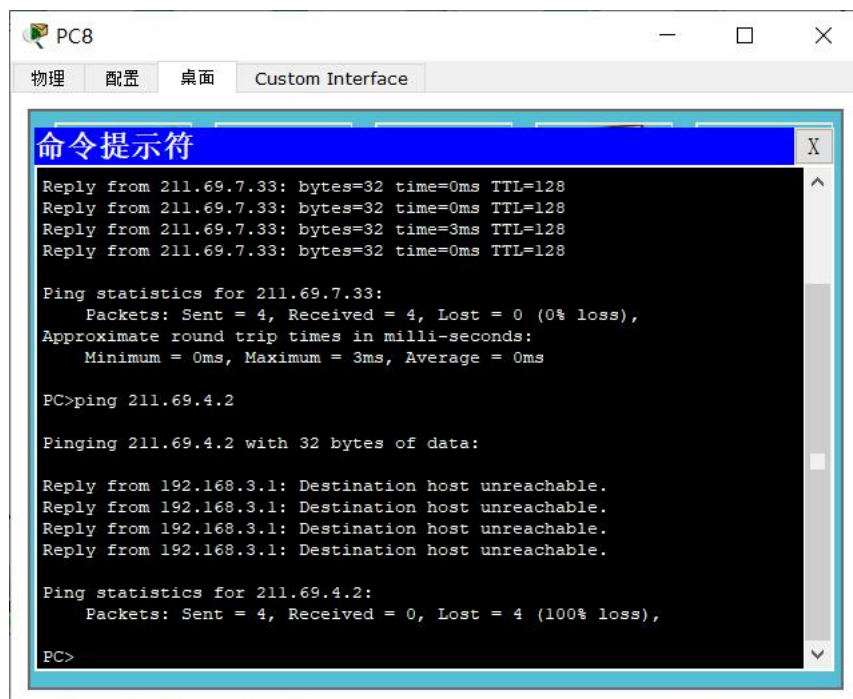 PC8
物理 配置 桌面 Custom Interface
命令提示符 X
Reply from 211.69.7.33: bytes=32 time=0ms TTL=128
Reply from 211.69.7.33: bytes=32 time=0ms TTL=128
Reply from 211.69.7.33: bytes=32 time=3ms TTL=128
Reply from 211.69.7.33: bytes=32 time=0ms TTL=128
Ping statistics for 211.69.7.33:
Packets: Sent = 4, Received = 4, Lost = 0 (0% loss),
Approximate round trip times in milli-seconds:
Minimum = 0ms, Maximum = 3ms, Average = 0ms
PC>ping 211.69.4.2
Pinging 211.69.4.2 with 32 bytes of data:
Reply from 192.168.3.1: Destination host unreachable.
Reply from 192.168.3.1: Destination host unreachable.
Reply from 192.168.3.1: Destination host unreachable.
Reply from 192.168.3.1: Destination host unreachable.
Ping statistics for 211.69.4.2:
Packets: Sent = 4, Received = 0, Lost = 4 (100% loss),
PC>